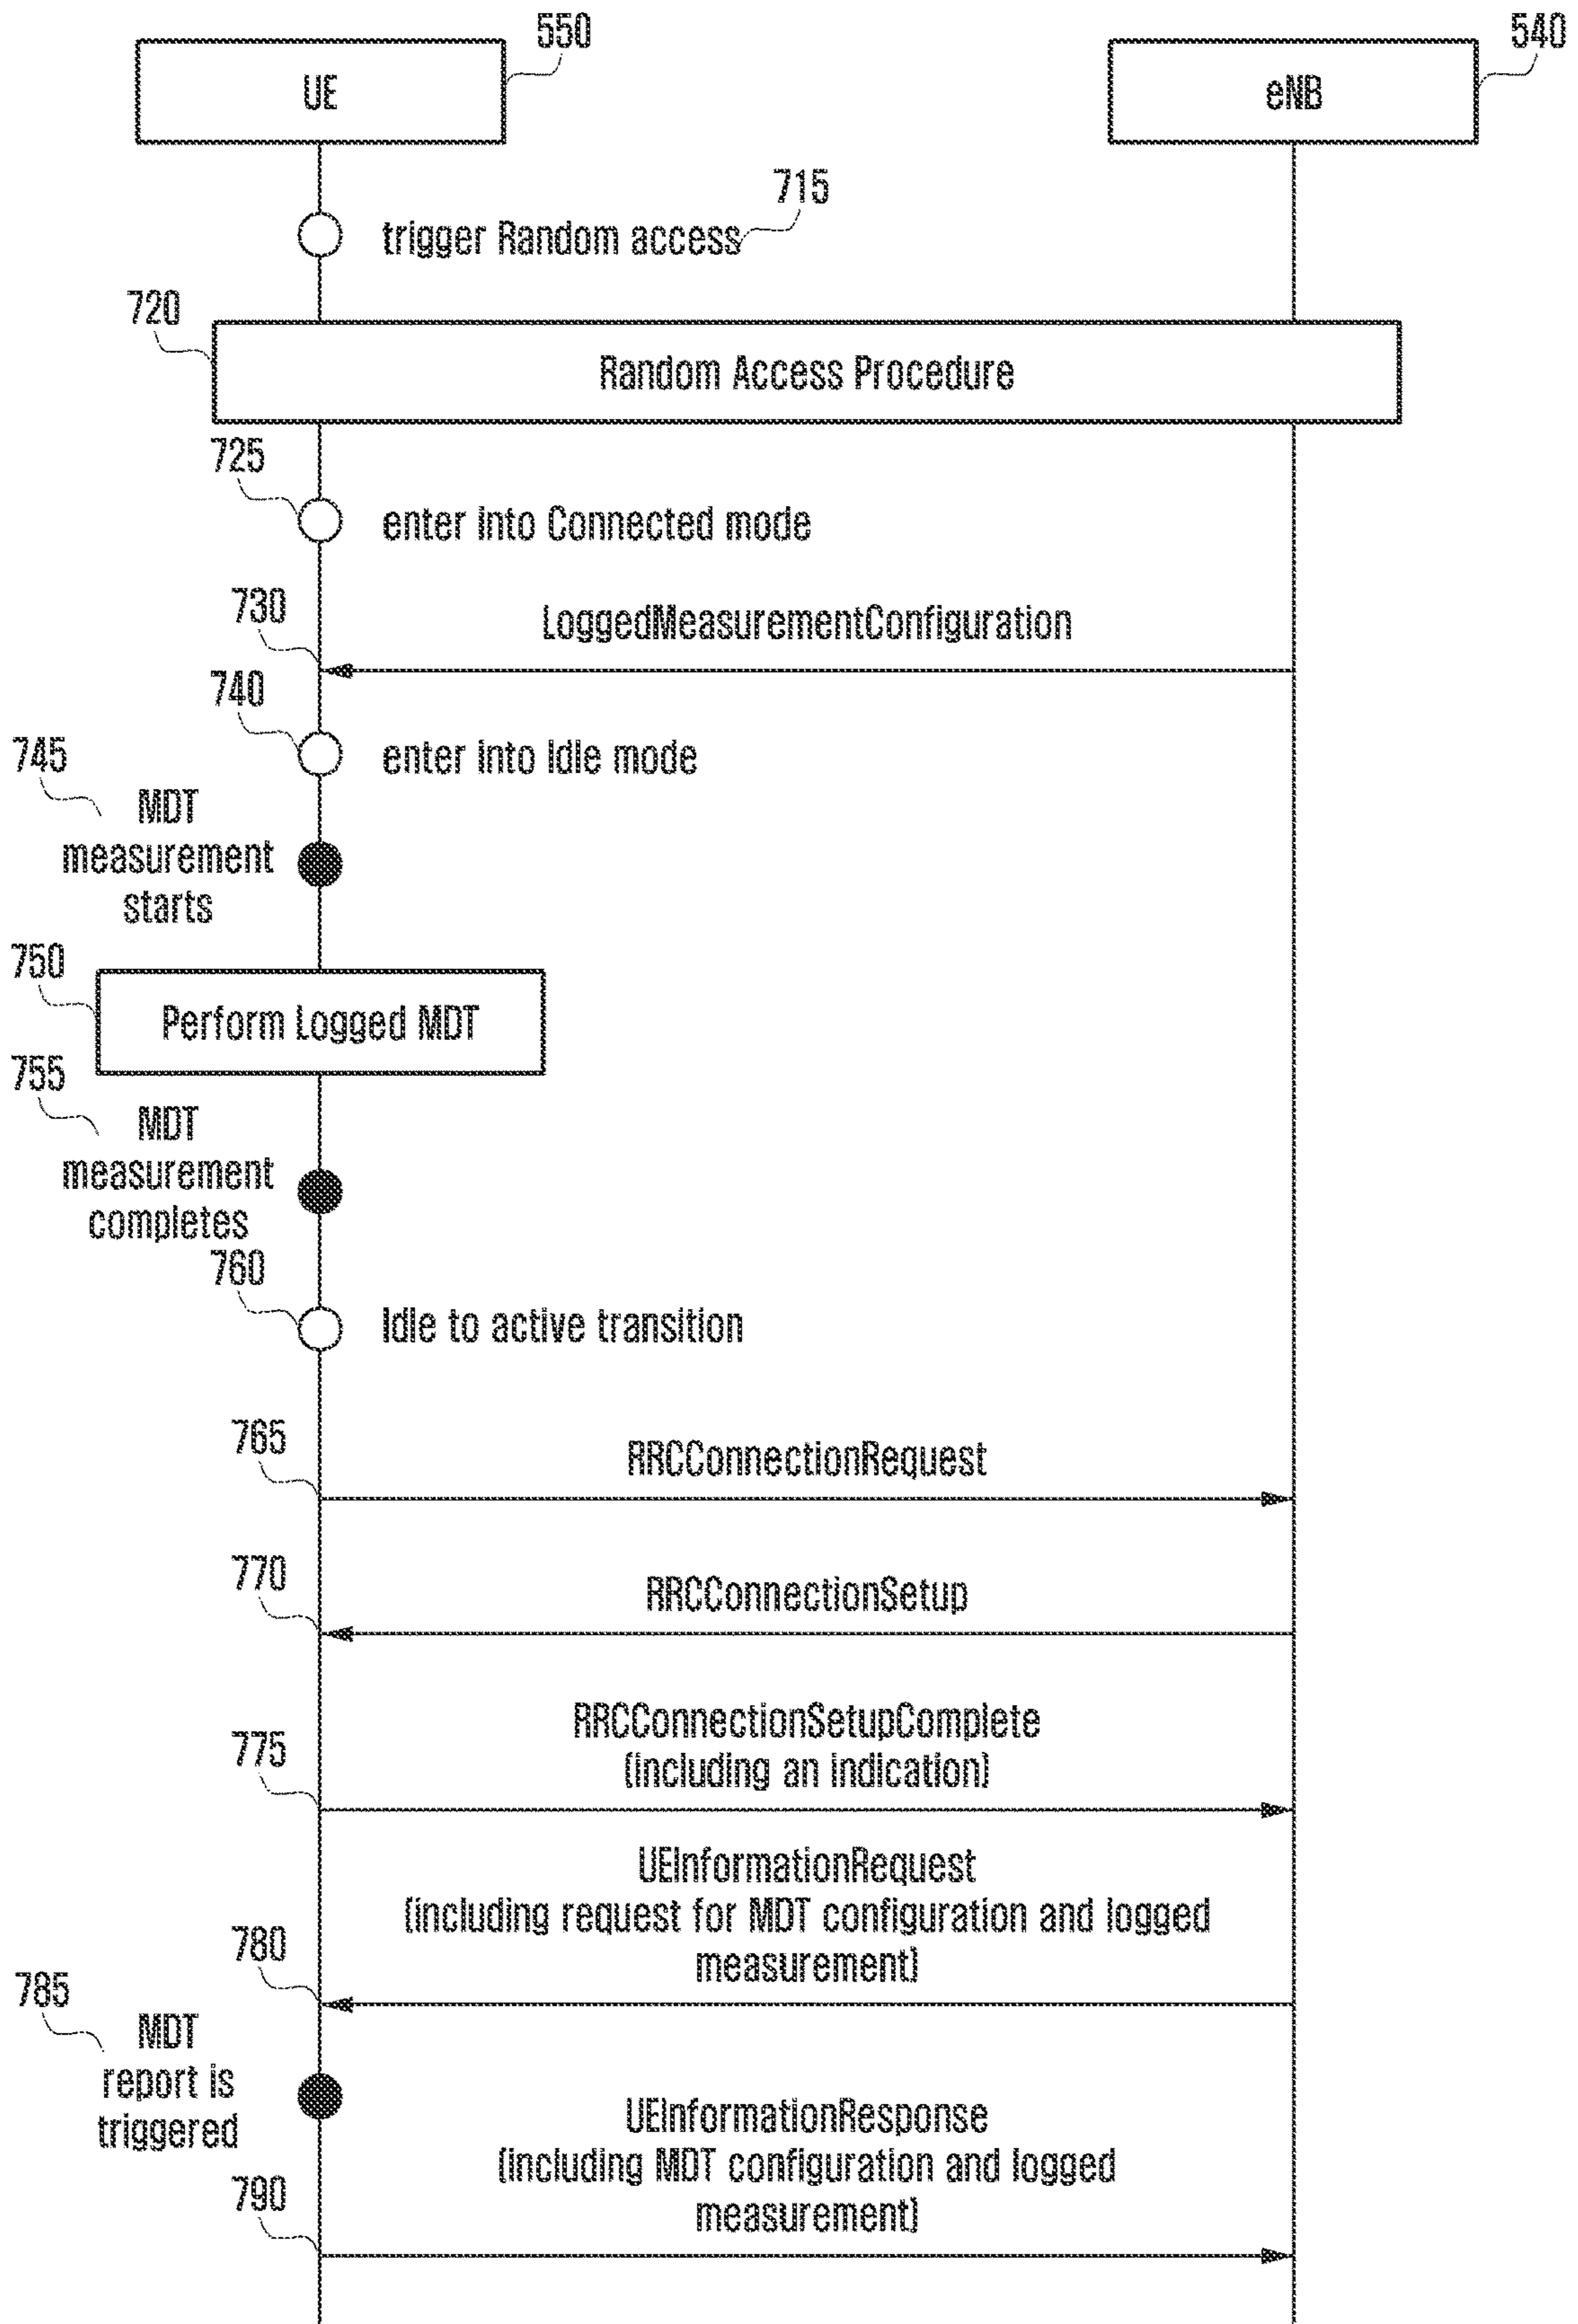 550
540
UE
eNB
715
trigger Random access
720
Random Access Procedure
725
enter into Connected mode
730
LoggedMeasurementConfiguration
740
enter into Idle mode
745
MDT
measurement
starts
750
Perform Logged MDT
755
MDT
measurement
completes
760
Idle to active transition
765
RRCConnectionRequest
770
RRCConnectionSetup
775
RRCConnectionSetupComplete
(including an indication)
780
UEInformationRequest
(including request for MDT configuration and logged
measurement)
785
MDT
report is
triggered
790
UEInformationResponse
(including MDT configuration and logged
measurement)